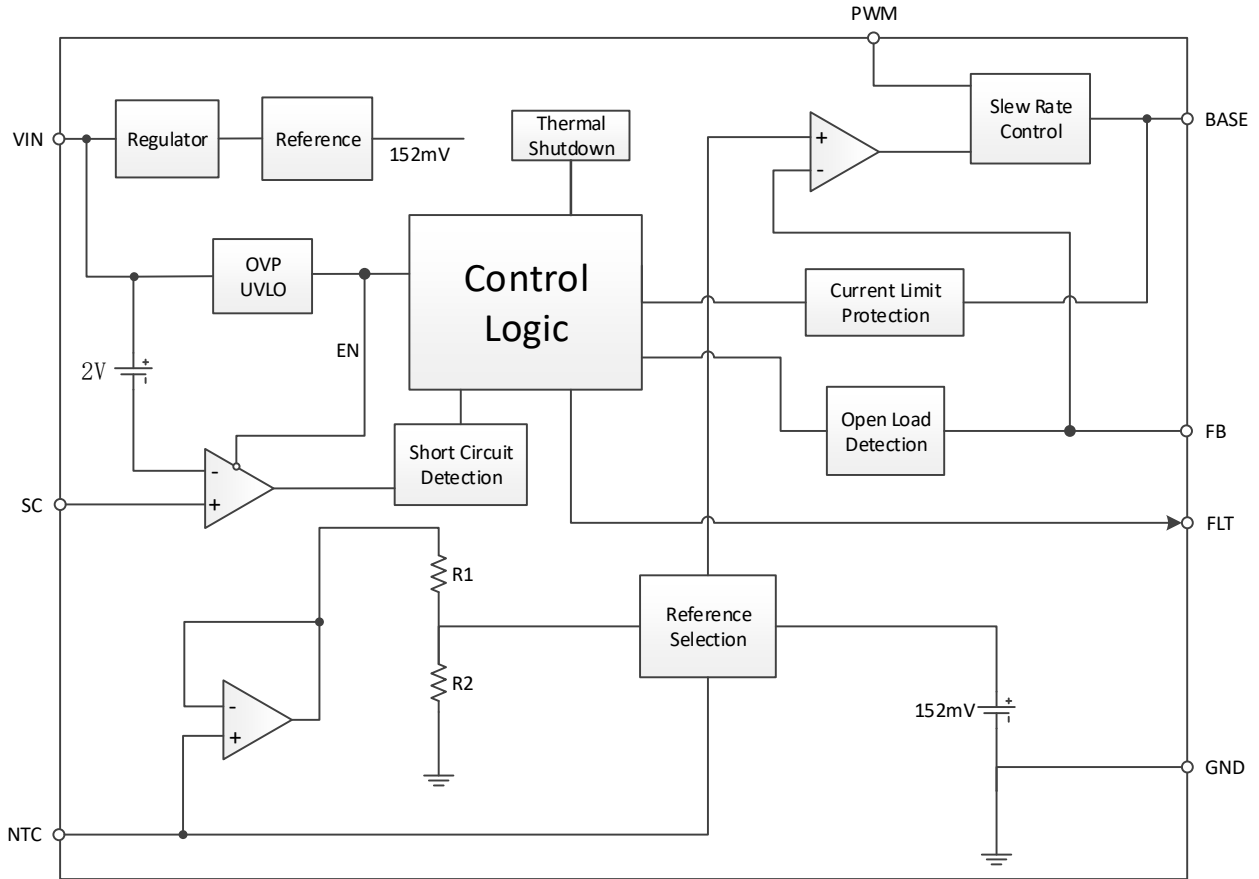 PWM
VIN
Regulator
Reference
152mV
Thermal
Shutdown
+
-
Slew Rate
Control
BASE
OVP
UVLO
Control
Logic
Current Limit
Protection
EN
2V
+
-
Open Load
Detection
FB
Short Circuit
Detection
-
+
SC
FLT
R1
Reference
Selection
R2
-
+
152mV
+
-
GND
NTC